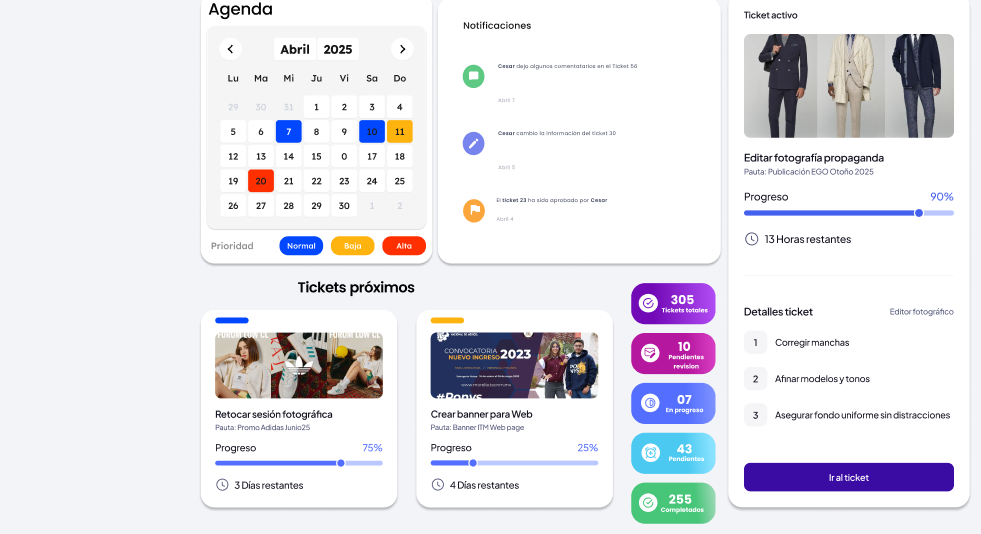 Agenda
Abril 2025
Lu Ma Mi Ju Vi Sa Do
29 30 31 1 2 3 4
5 6 7 8 9 10 11
12 13 14 15 0 17 18
19 20 21 22 23 24 25
26 27 28 29 30 1 2
Prioridad Normal Baja Alta
Notificaciones
Cesar dejo algunos comentatarios en el Ticket 56
Abril 7
Cesar cambio la información del ticket 30
Abril 5
El ticket 23 ha sido aprobado por Cesar
Abril 4
Tickets próximos
FORUM LOW CL
Retocar sesión fotográfica
Pauta: Promo Adidas Junio25
Progreso 75%
3 Días restantes
CONVOCATORIA
NUEVO INGRESO 2023
#Ponys
Crear banner para Web
Pauta: Banner ITM Web page
Progreso 25%
4 Días restantes
305
Tickets totales
10
Pendientes
revision
07
En progreso
43
Pendientes
255
Completados
Ticket activo
Editar fotografía propaganda
Pauta: Publicación EGO Otoño 2025
Progreso 90%
13 Horas restantes
Detalles ticket Editor fotográfico
1 Corregir manchas
2 Afinar modelos y tonos
3 Asegurar fondo uniforme sin distracciones
Ir al ticket